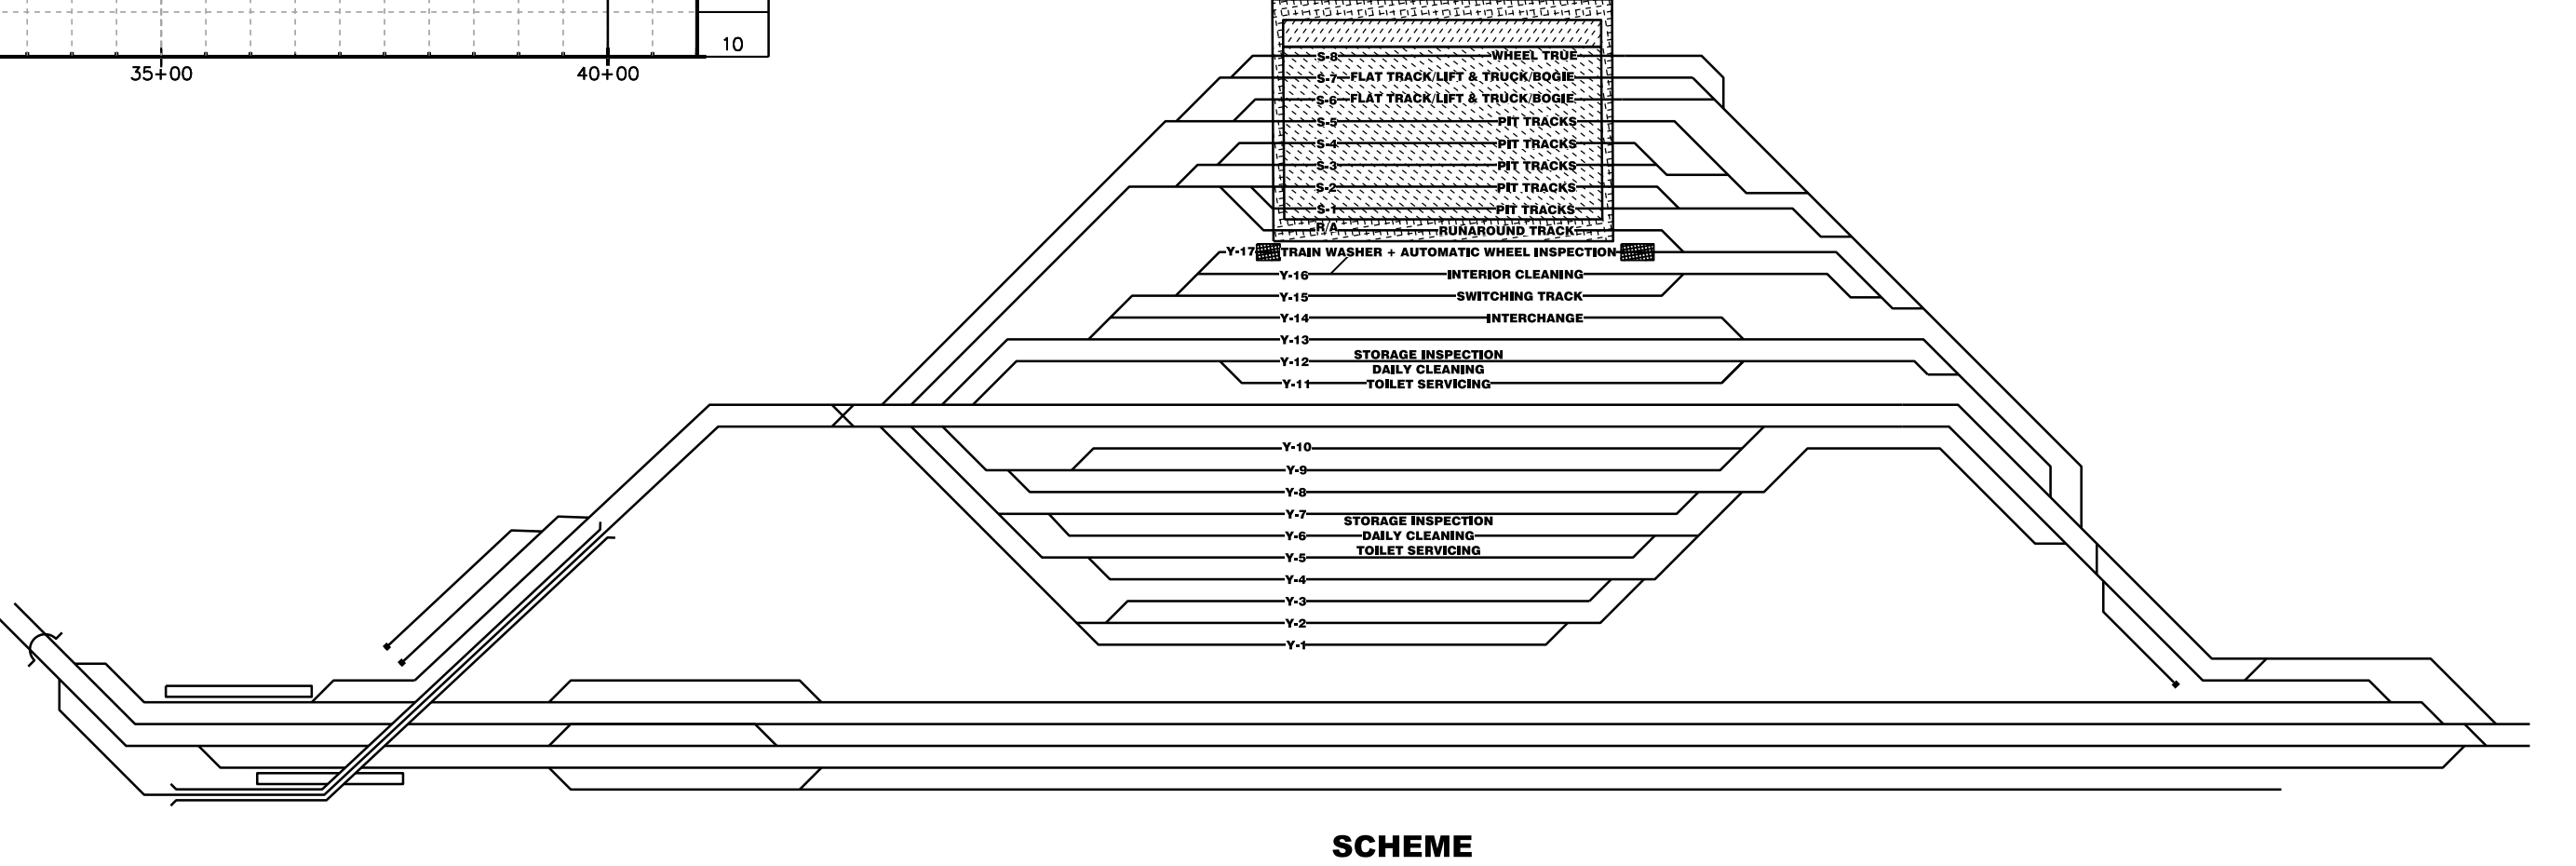 10
35+00 40+00
S-8 WHEEL TRUE
S-7 FLAT TRACK/LIFT & TRUCK/BOGIE
S-6 FLAT TRACK/LIFT & TRUCK/BOGIE
S-5 PIT TRACKS
S-4 PIT TRACKS
S-3 PIT TRACKS
S-2 PIT TRACKS
S-1 PIT TRACKS
R/A RUNAROUND TRACK
Y-17 TRAIN WASHER + AUTOMATIC WHEEL INSPECTION
Y-16 INTERIOR CLEANING
Y-15 SWITCHING TRACK
Y-14 INTERCHANGE
Y-13
STORAGE INSPECTION
Y-12
DAILY CLEANING
Y-11 TOILET SERVICING
Y-10
Y-9
Y-8
Y-7
STORAGE INSPECTION
Y-6 DAILY CLEANING
TOILET SERVICING
Y-5
Y-4
Y-3
Y-2
Y-1
SCHEME